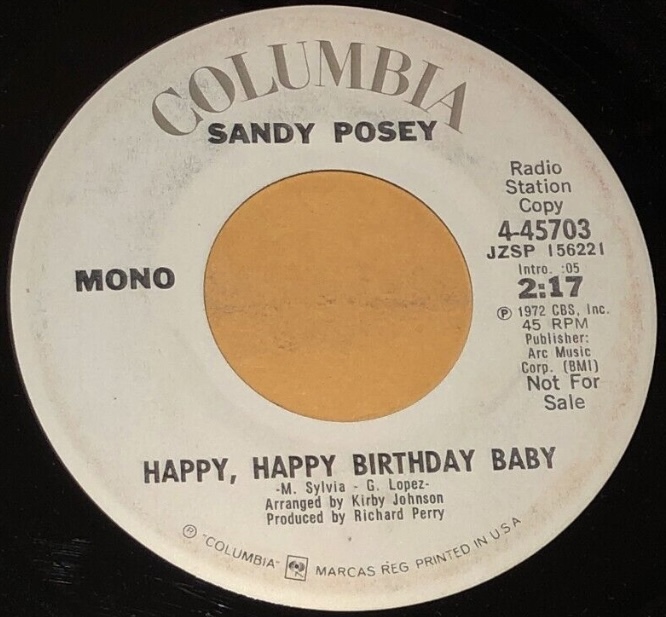 COLUMBIA
SANDY POSEY
MONO
Radio
Station
Copy
4-45703
JZSP 156221
Intro. :05
2:17
Ⓟ 1972 CBS, Inc.
45 RPM
Publisher:
Arc Music
Corp. (BMI)
Not For
Sale
HAPPY, HAPPY BIRTHDAY BABY
-M. Sylvia - G. Lopez-
Arranged by Kirby Johnson
Produced by Richard Perry
® "COLUMBIA" MARCAS REG PRINTED IN U.S.A